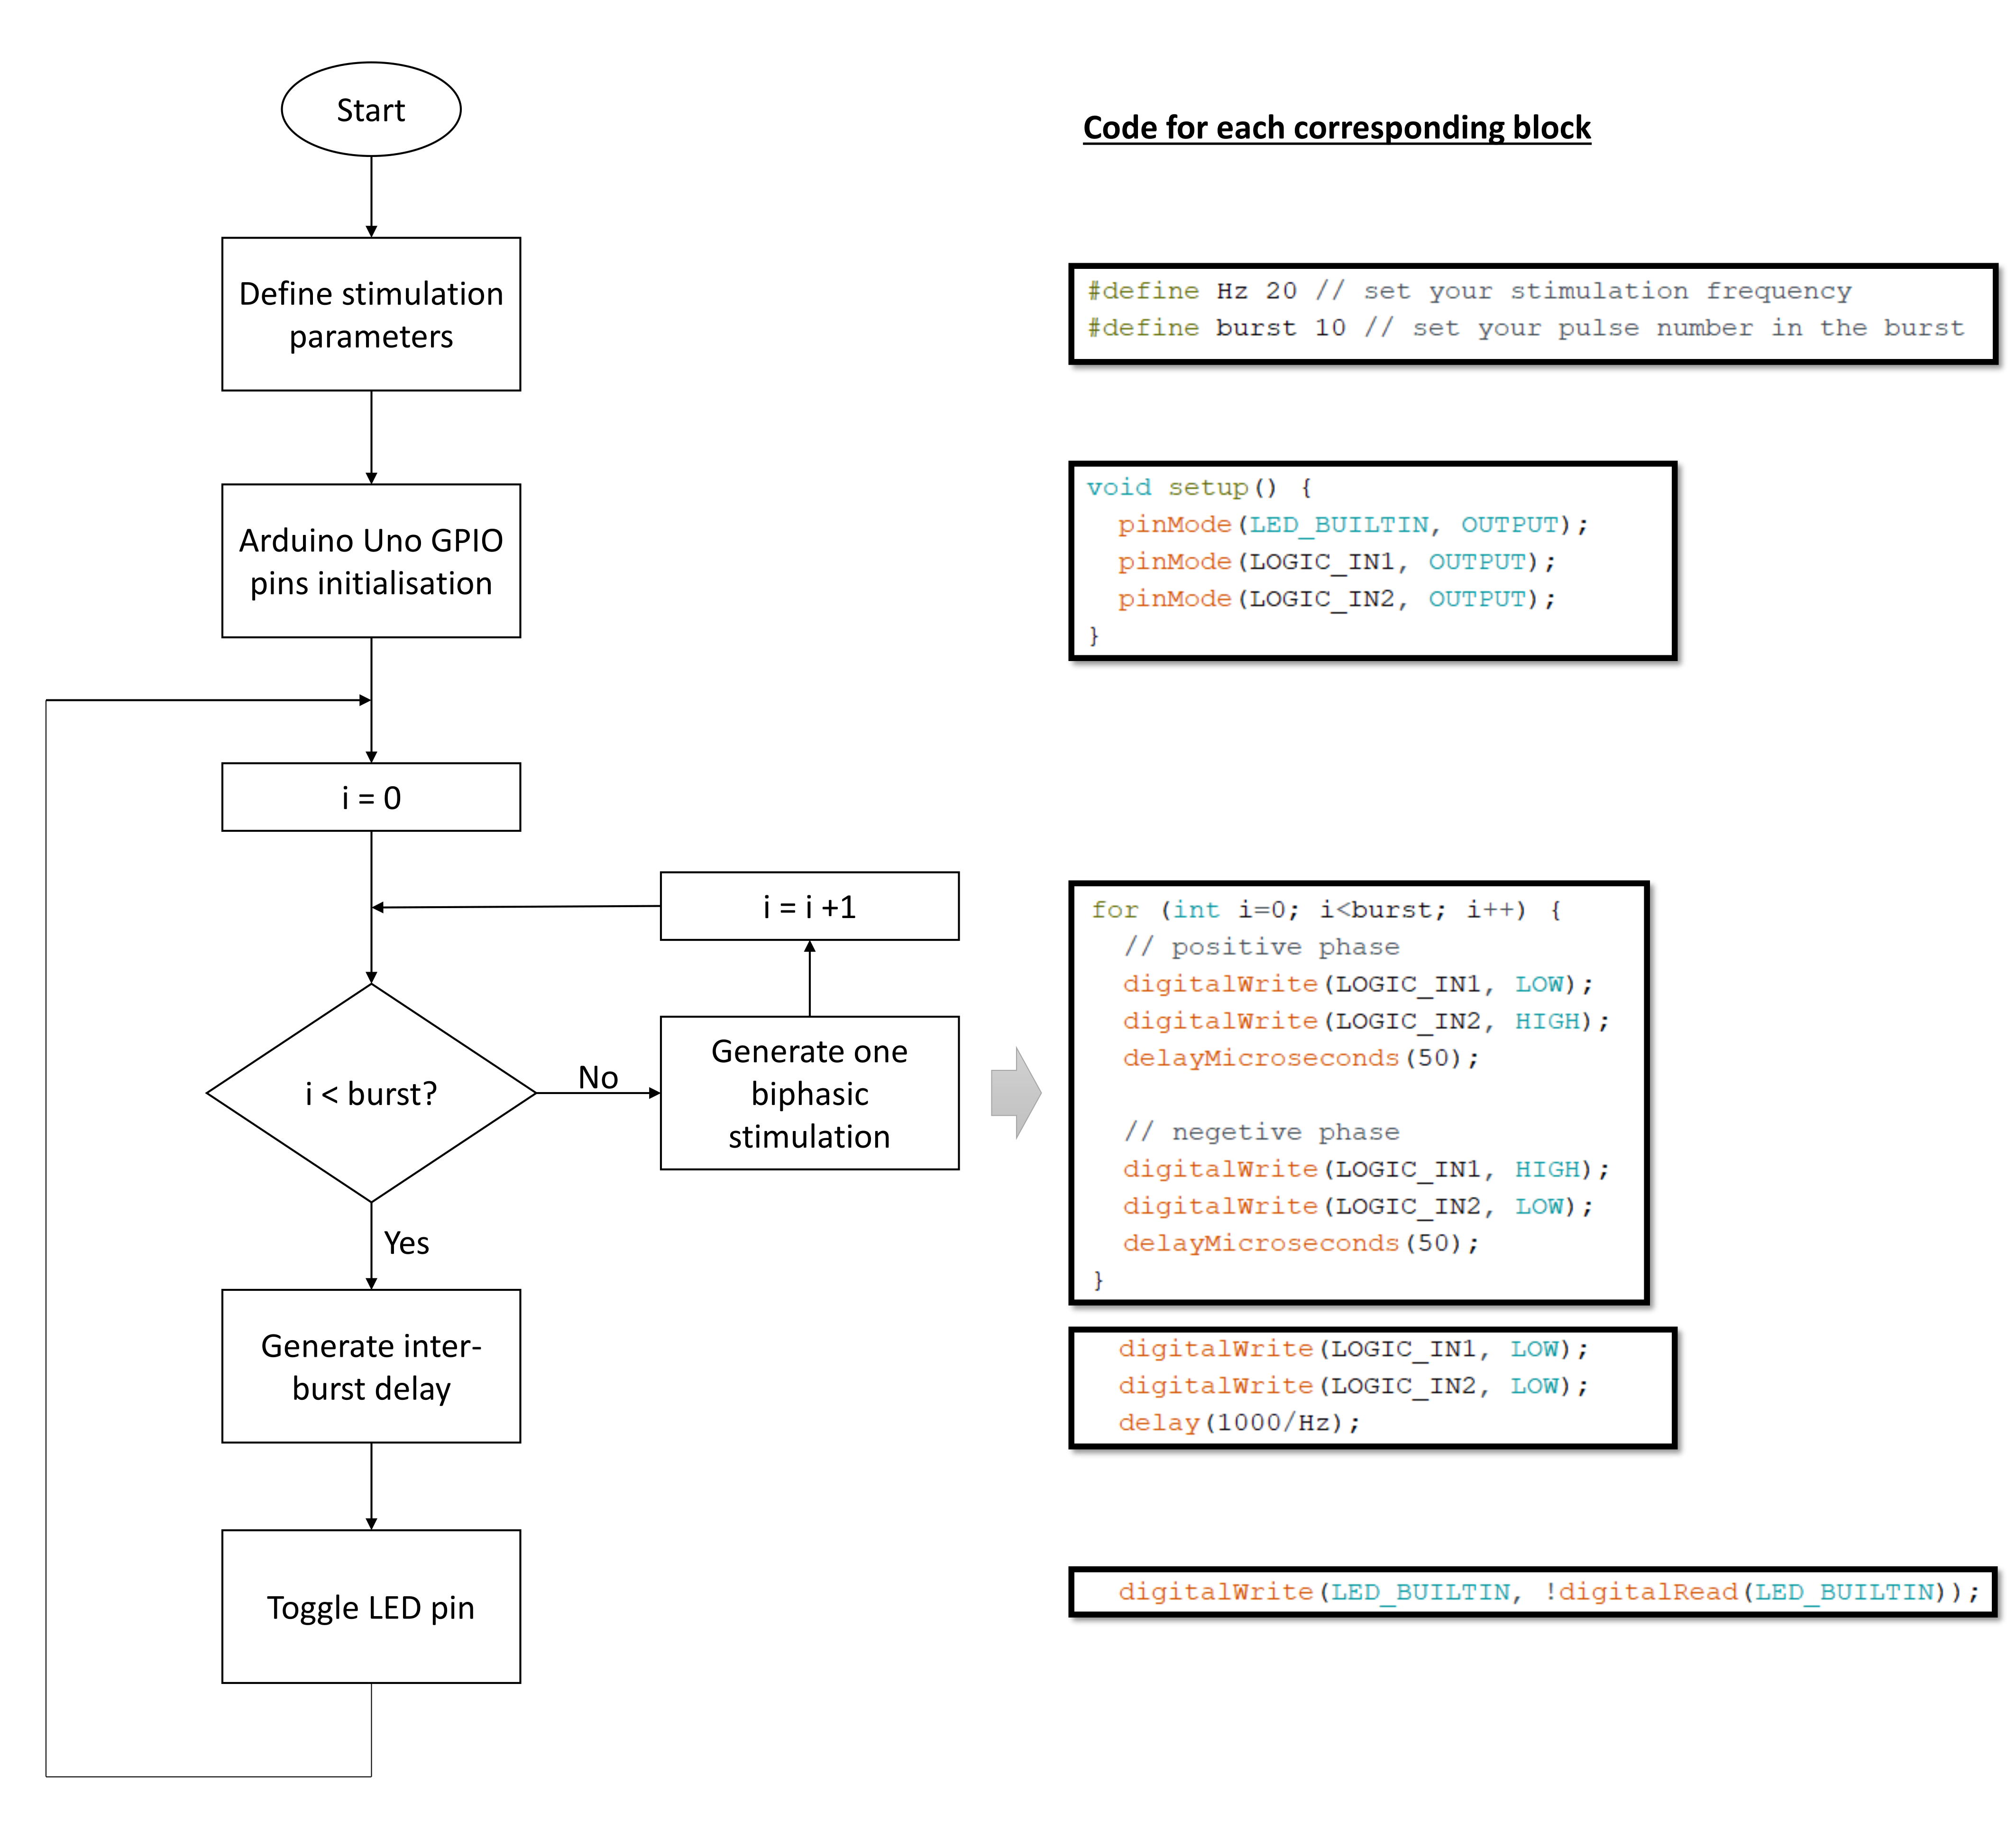 Start
Define stimulation
parameters
Arduino Uno GPIO
pins initialisation
i = 0
i = i +1
i < burst?
No
Generate one
biphasic
stimulation
Yes
Generate inter-
burst delay
Toggle LED pin
Code for each corresponding block
#define Hz 20 // set your stimulation frequency
#define burst 10 // set your pulse number in the burst
void setup() {
pinMode(LED_BUILTIN, OUTPUT);
pinMode(LOGIC_IN1, OUTPUT);
pinMode(LOGIC_IN2, OUTPUT);
}
for (int i=0; i<burst; i++) {
// positive phase
digitalWrite(LOGIC_IN1, LOW);
digitalWrite(LOGIC_IN2, HIGH);
delayMicroseconds(50);
// negetive phase
digitalWrite(LOGIC_IN1, HIGH);
digitalWrite(LOGIC_IN2, LOW);
delayMicroseconds(50);
}
digitalWrite(LOGIC_IN1, LOW);
digitalWrite(LOGIC_IN2, LOW);
delay(1000/Hz);
digitalWrite(LED_BUILTIN, !digitalRead(LED_BUILTIN));